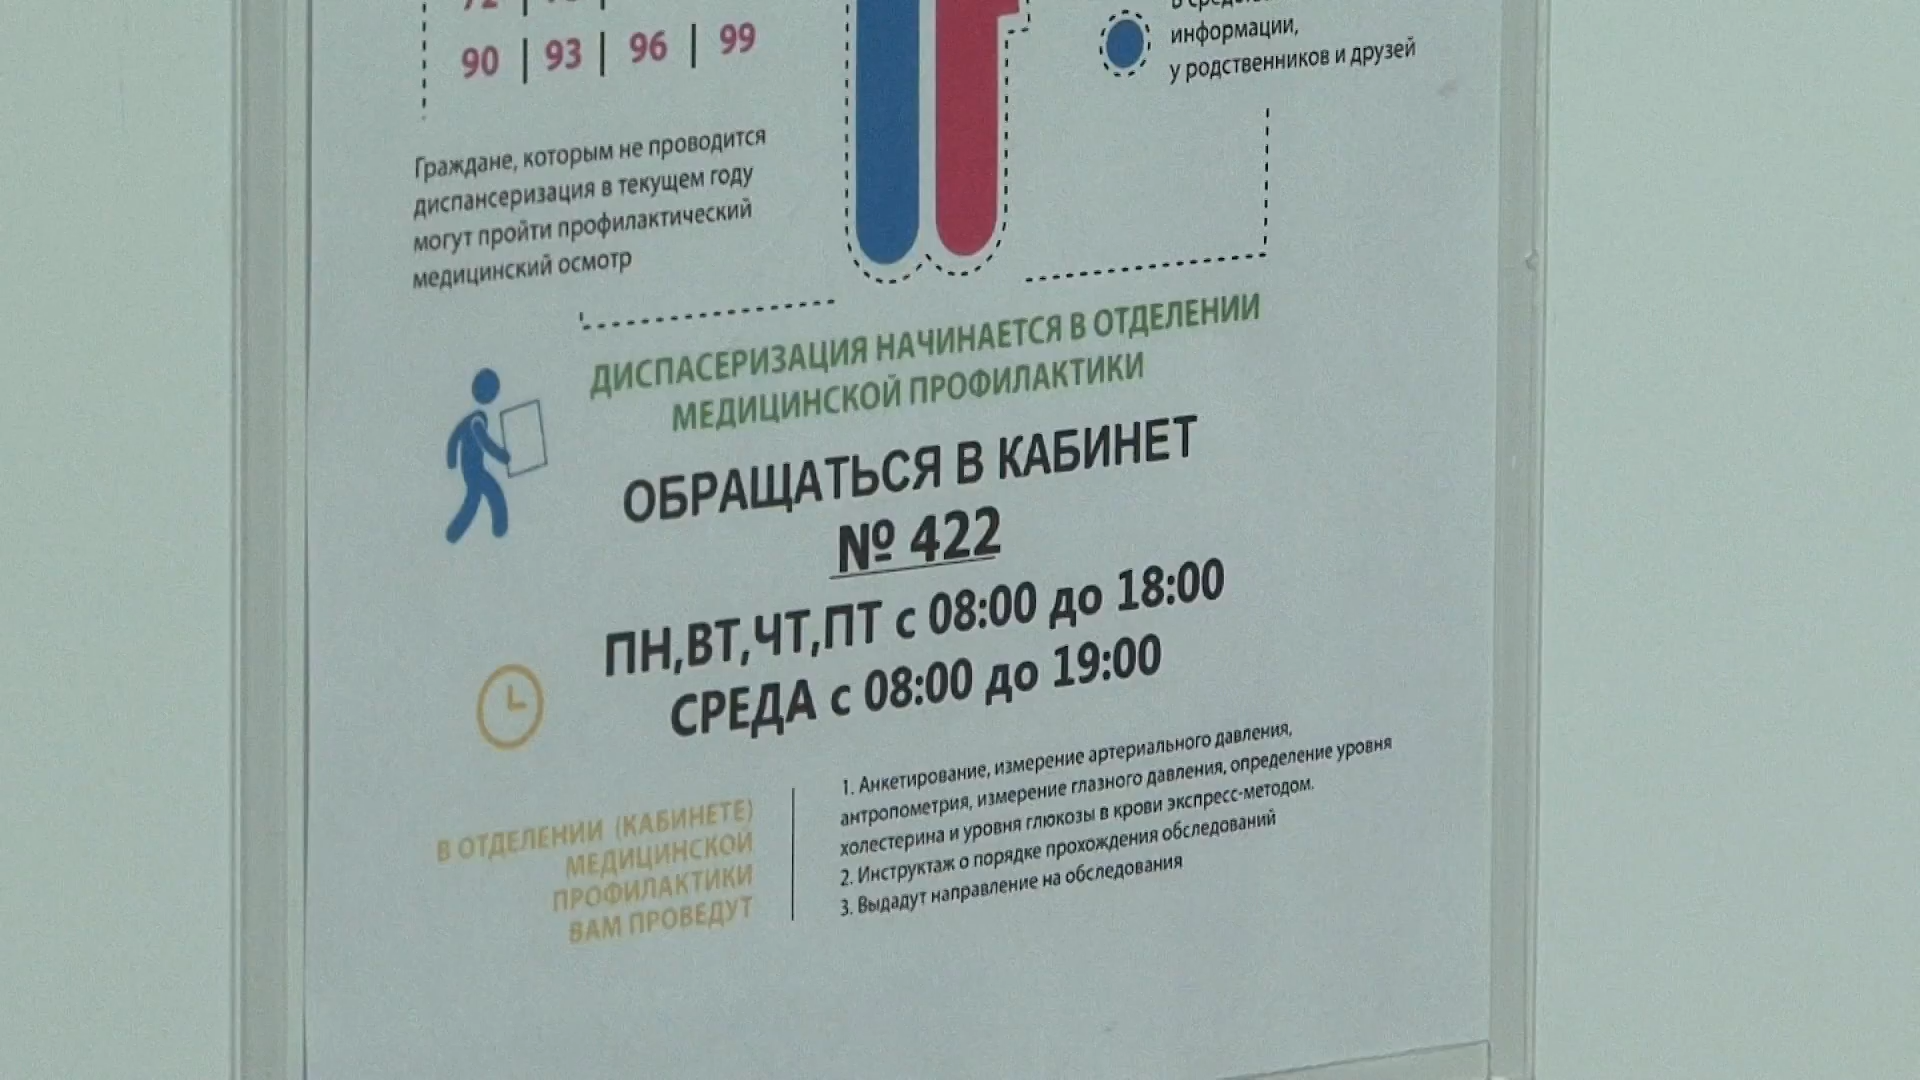 90 | 93 | 96 | 99
информации,
у родственников и друзей
Граждане, которым не проводится
диспансеризация в текущем году
могут пройти профилактический
медицинский осмотр
ДИСПАСЕРИЗАЦИЯ НАЧИНАЕТСЯ В ОТДЕЛЕНИИ
МЕДИЦИНСКОЙ ПРОФИЛАКТИКИ
ОБРАЩАТЬСЯ В КАБИНЕТ
№ 422
ПН,ВТ,ЧТ,ПТ с 08:00 до 18:00
СРЕДА с 08:00 до 19:00
В ОТДЕЛЕНИИ (КАБИНЕТЕ)
МЕДИЦИНСКОЙ
ПРОФИЛАКТИКИ
ВАМ ПРОВЕДУТ
1. Анкетирование, измерение артериального давления,
антропометрия, измерение глазного давления, определение уровня
холестерина и уровня глюкозы в крови экспресс-методом.
2. Инструктаж о порядке прохождения обследований
3. Выдадут направление на обследования